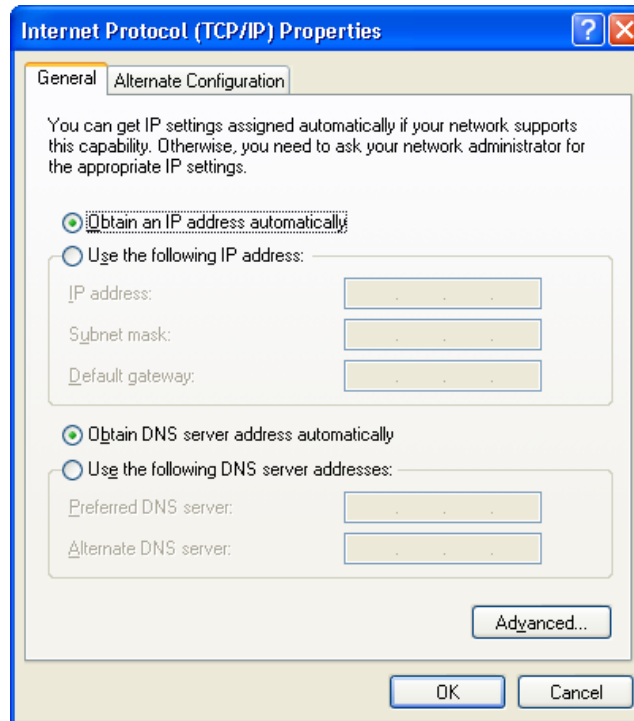 Internet Protocol (TCP/IP) Properties
General
Alternate Configuration
You can get IP settings assigned automatically if your network supports
this capability. Otherwise, you need to ask your network administrator for
the appropriate IP settings.
Obtain an IP address automatically
Use the following IP address:
IP address:
Subnet mask:
Default gateway:
Obtain DNS server address automatically
Use the following DNS server addresses:
Preferred DNS server:
Alternate DNS server:
Advanced...
OK
Cancel